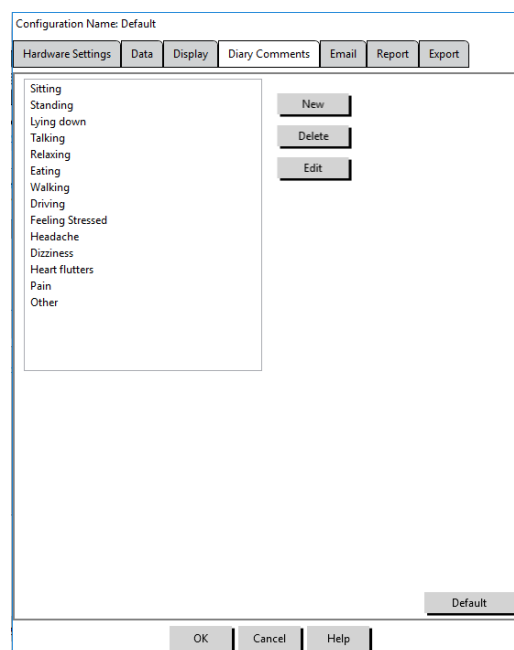 Configuration Name: Default
Hardware Settings Data Display Diary Comments Email Report Export
Sitting
Standing
Lying down
Talking
Relaxing
Eating
Walking
Driving
Feeling Stressed
Headache
Dizziness
Heart flutters
Pain
Other
New
Delete
Edit
Default
OK Cancel Help